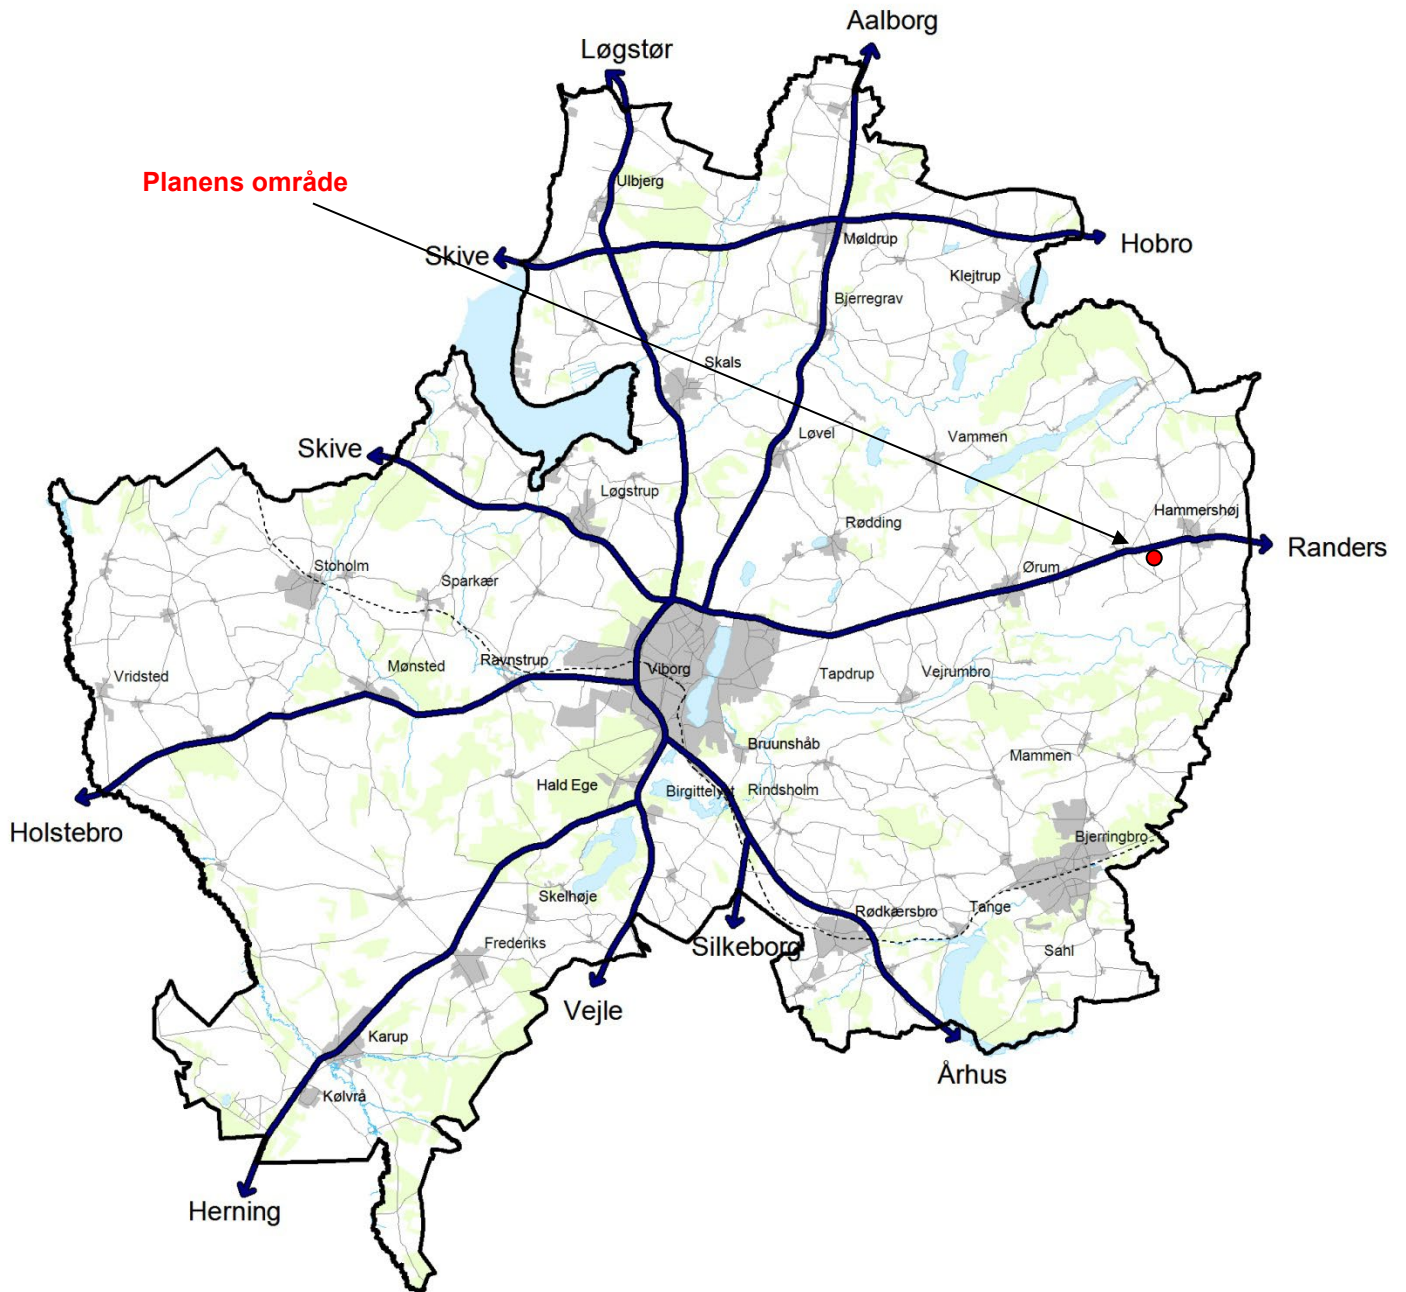 Aalborg
Løgstør
Planens område
Ulbjerg
Møldrup
Hobro
Skive
Klejtrup
Bjerregrav
Skals
Løvel
Vammen
Skive
Løgstrup
Rødding
Hammershøj
Randers
Stoholm
Sparkær
Ørum
Ravnstrup
Mønsted
Viborg
Tapdrup
Vejrumbro
Vridsted
Bruunshåb
Mammen
Hald Ege
Birgittelyst
Rindsholm
Holstebro
Bjerringbro
Skelhøje
Rødkærsbro
Tange
Frederiks
Silkeborg
Sahl
Vejle
Karup
Århus
Kølvrå
Herning